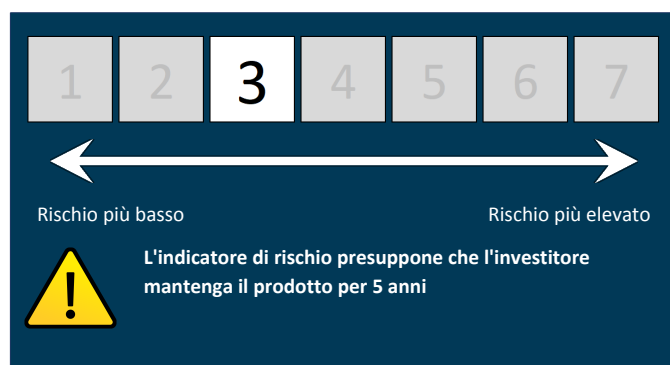 1 2 3 4 5 6 7
Rischio più basso Rischio più elevato
L'indicatore di rischio presuppone che l'investitore
mantenga il prodotto per 5 anni